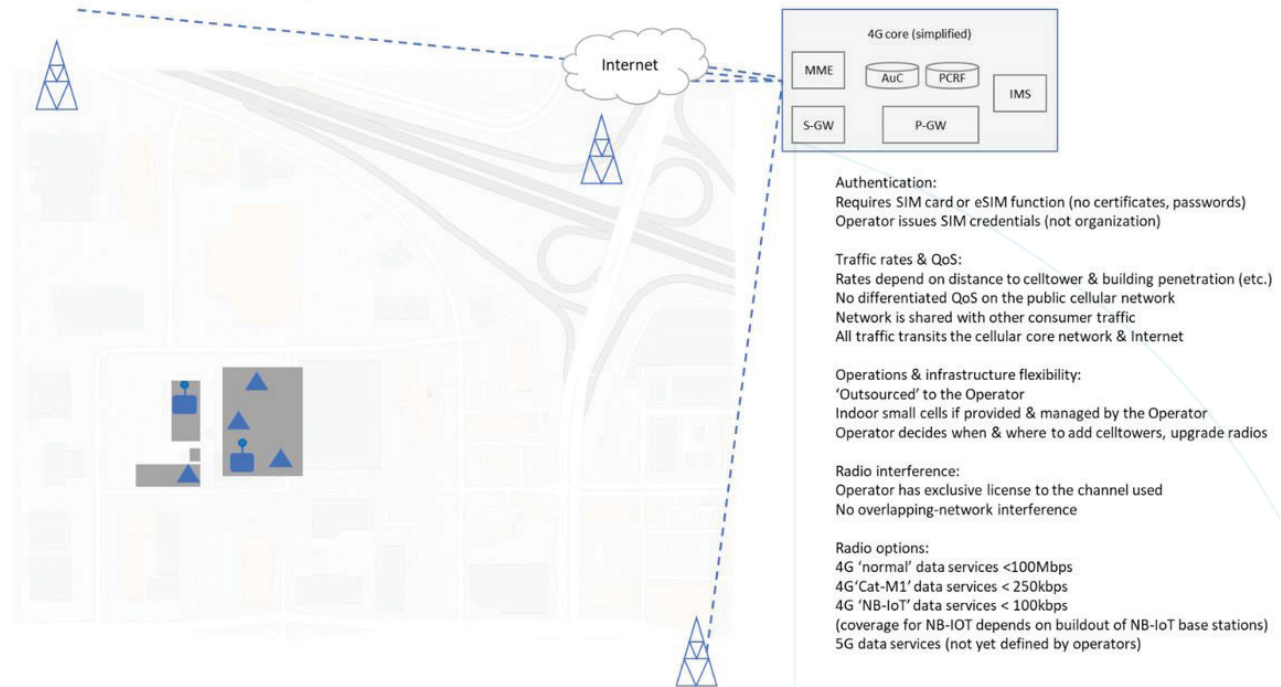 Internet
4G core (simplified)
MME
AuC
PCRF
IMS
S-GW
P-GW
Authentication:
Requires SIM card or eSIM function (no certificates, passwords)
Operator issues SIM credentials (not organization)
Traffic rates & QoS:
Rates depend on distance to celltower & building penetration (etc.)
No differentiated QoS on the public cellular network
Network is shared with other consumer traffic
All traffic transits the cellular core network & Internet
Operations & infrastructure flexibility:
‘Outsourced’ to the Operator
Indoor small cells if provided & managed by the Operator
Operator decides when & where to add celltowers, upgrade radios
Radio interference:
Operator has exclusive license to the channel used
No overlapping-network interference
Radio options:
4G ‘normal’ data services <100Mbps
4G‘Cat-M1’ data services < 250kbps
4G ‘NB-IoT’ data services < 100kbps
(coverage for NB-IOT depends on buildout of NB-IoT base stations)
5G data services (not yet defined by operators)